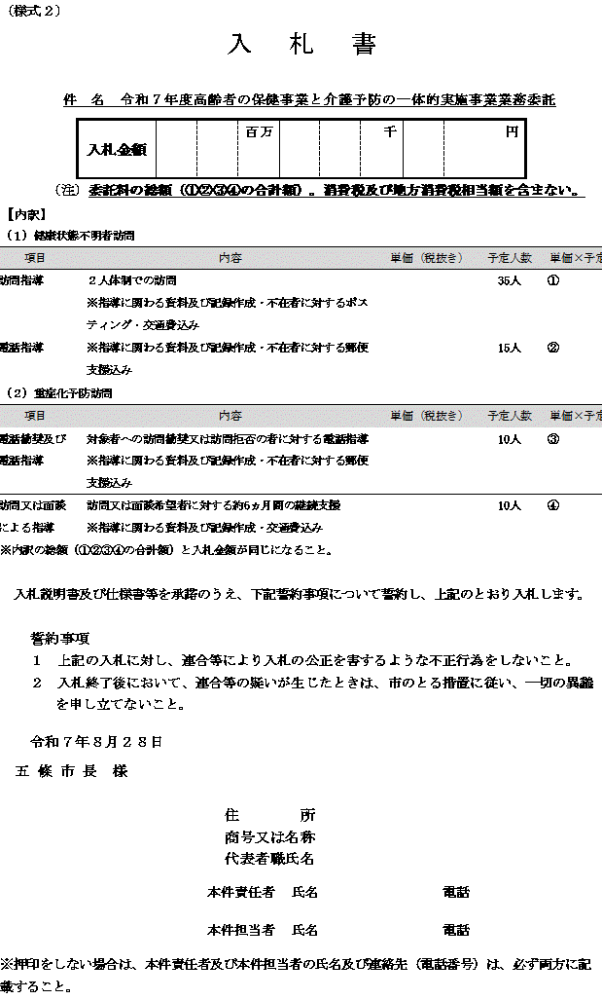 （様式２）
入 札 書
件 名 令和７年度高齢者の保健事業と介護予防の一体的実施事業業務委託
入札金額 百万 千 円
（注）委託料の総額（①②③④の合計額）。消費税及び地方消費税相当額を含まない。
【内訳】
（1）健康状態不明者訪問
項目 内容 単価（税抜き） 予定人数 単価×予定
訪問指導 ２人体制での訪問 35人 ①
※指導に関わる資料及び記録作成・不在者に対するポス
ティング・交通費込み
電話指導 ※指導に関わる資料及び記録作成・不在者に対する郵便 15人 ②
支援込み
（2）重症化予防訪問
項目 内容 単価（税抜き） 予定人数 単価×予定
電話勧奨及び 対象者への訪問勧奨又は訪問拒否の者に対する電話指導 10人 ③
電話指導 ※指導に関わる資料及び記録作成・不在者に対する郵便
支援込み
訪問又は面談 訪問又は面談希望者に対する約6ヵ月間の継続支援 10人 ④
による指導 ※指導に関わる資料及び記録作成・交通費込み
※内訳の総額（①②③④の合計額）と入札金額が同じになること。
入札説明書及び仕様書等を承諾のうえ、下記誓約事項について誓約し、上記のとおり入札します。
誓約事項
１ 上記の入札に対し、連合等により入札の公正を害するような不正行為をしないこと。
２ 入札終了後において、連合等の疑いが生じたときは、市のとる措置に従い、一切の異議
を申し立てないこと。
令和７年８月２８日
五 條 市 長 様
住 所
商号又は名称
代表者職氏名
本件責任者 氏名 電話
本件担当者 氏名 電話
※押印をしない場合は、本件責任者及び本件担当者の氏名及び連絡先（電話番号）は、必ず両方に記
載すること。